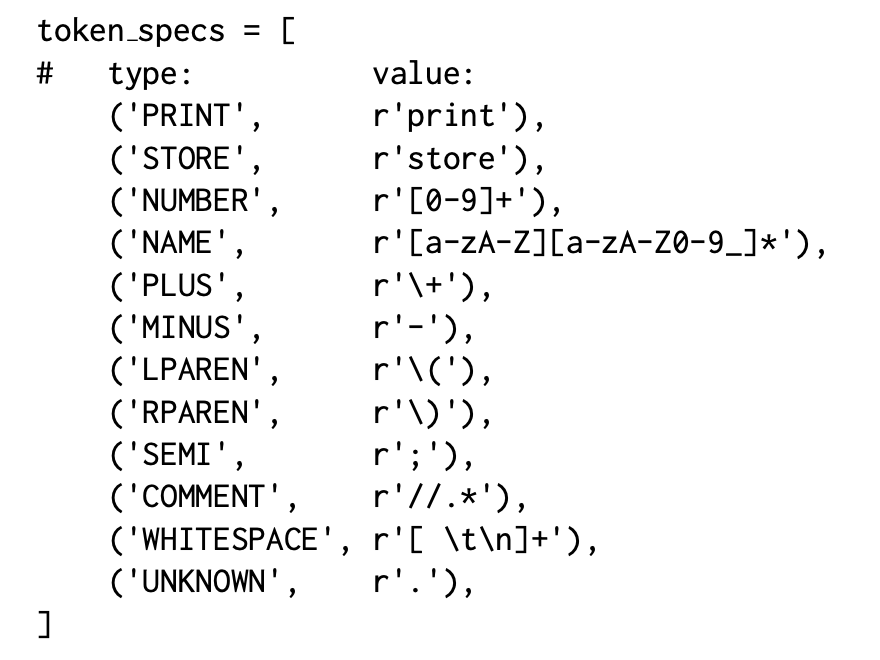 token_specs = [
#   type:          value:
    ('PRINT',      r'print'),
    ('STORE',      r'store'),
    ('NUMBER',     r'[0-9]+'),
    ('NAME',       r'[a-zA-Z][a-zA-Z0-9_]*'),
    ('PLUS',       r'\+'),
    ('MINUS',      r'-'),
    ('LPAREN',     r'\('),
    ('RPAREN',     r'\)'),
    ('SEMI',       r';'),
    ('COMMENT',    r'//.*'),
    ('WHITESPACE', r'[ \t\n]+'),
    ('UNKNOWN',    r'.'),
]